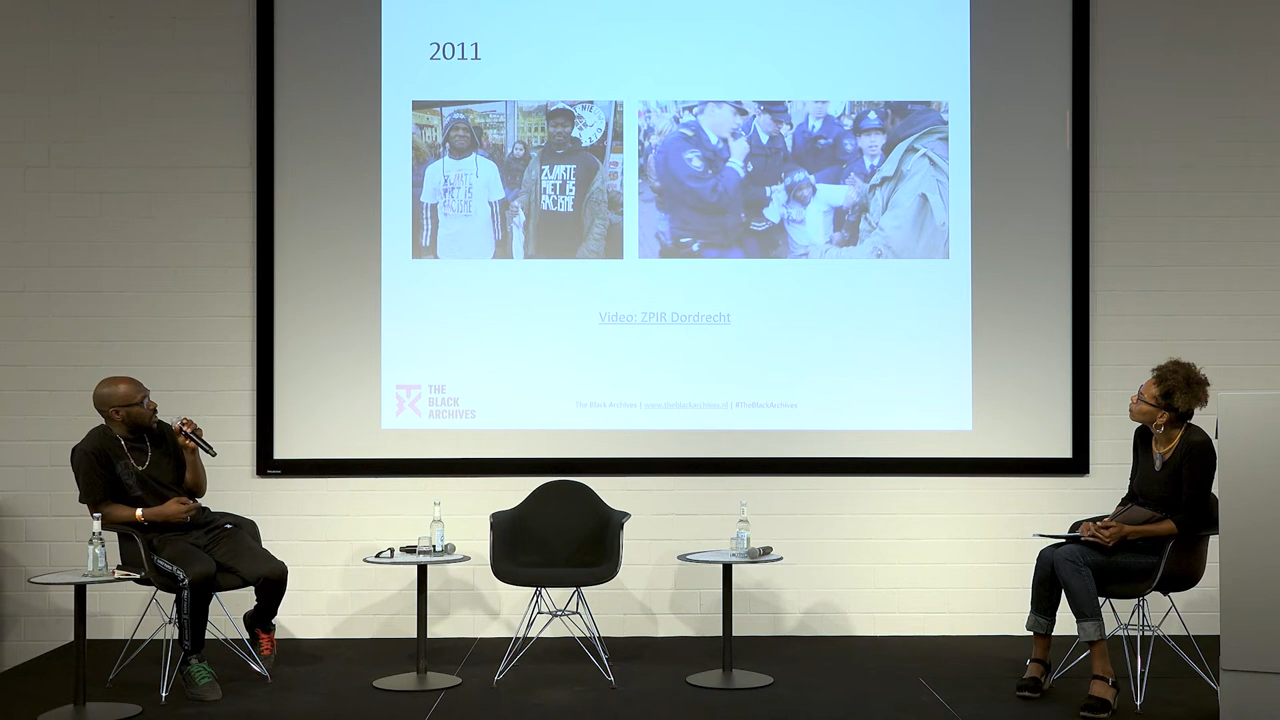 2011
ZWARTE
PIET IS
RACISME
ZWARTE
PIET IS
RACISME
Video: ZPIR Dordrecht
THE
BLACK
ARCHIVES
The Black Archives | www.theblackarchives.nl | #TheBlackArchives